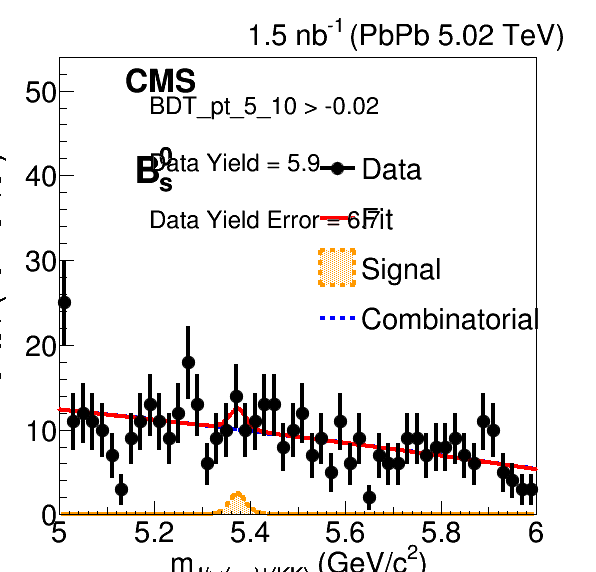 1.5 nb-1 (PbPb 5.02 TeV)
CMS
BDT_pt_5_10 > -0.02
B0s
Data Yield = 5.9
Data Yield Error = 6.7
Data
Fit
Signal
Combinatorial
50
40
30
20
10
0
5 5.2 5.4 5.6 5.8 6
(GeV/c2)